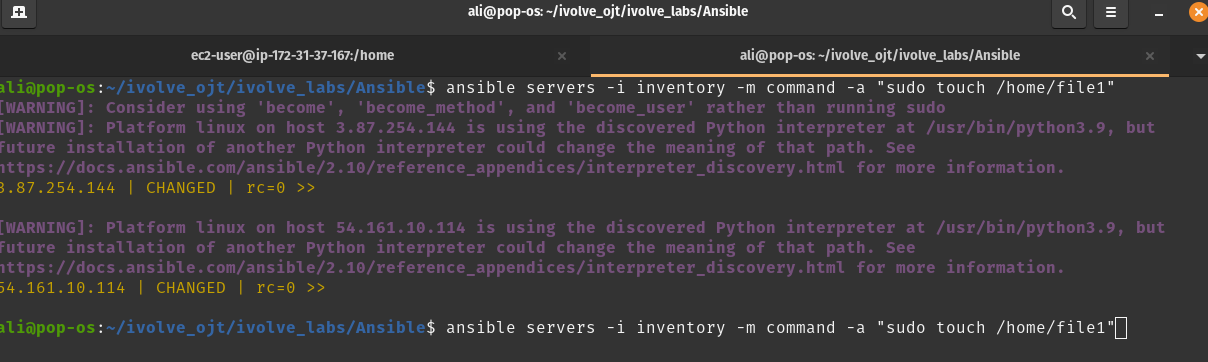 ali@pop-os: ~/ivolve_ojt/ivolve_labs/Ansible
ec2-user@ip-172-31-37-167:/home
ali@pop-os: ~/ivolve_ojt/ivolve_labs/Ansible
ali@pop-os:~/ivolve_ojt/ivolve_labs/Ansible$ ansible servers -i inventory -m command -a "sudo touch /home/file1"
[WARNING]: Consider using 'become', 'become_method', and 'become_user' rather than running sudo
[WARNING]: Platform linux on host 3.87.254.144 is using the discovered Python interpreter at /usr/bin/python3.9, but
future installation of another Python interpreter could change the meaning of that path. See
https://docs.ansible.com/ansible/2.10/reference_appendices/interpreter_discovery.html for more information.
3.87.254.144 | CHANGED | rc=0 >>
[WARNING]: Platform linux on host 54.161.10.114 is using the discovered Python interpreter at /usr/bin/python3.9, but
future installation of another Python interpreter could change the meaning of that path. See
https://docs.ansible.com/ansible/2.10/reference_appendices/interpreter_discovery.html for more information.
54.161.10.114 | CHANGED | rc=0 >>
ali@pop-os:~/ivolve_ojt/ivolve_labs/Ansible$ ansible servers -i inventory -m command -a "sudo touch /home/file1"